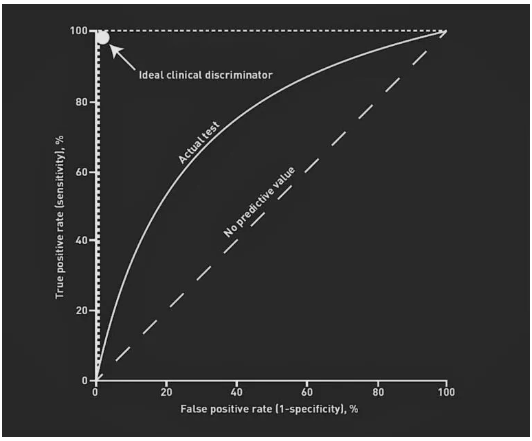 100
Ideal clinical discriminator
80
Actual test
60
No predictive value
40
20
0
True positive rate (sensitivity), %
0 20 40 60 80 100
False positive rate (1-specificity), %